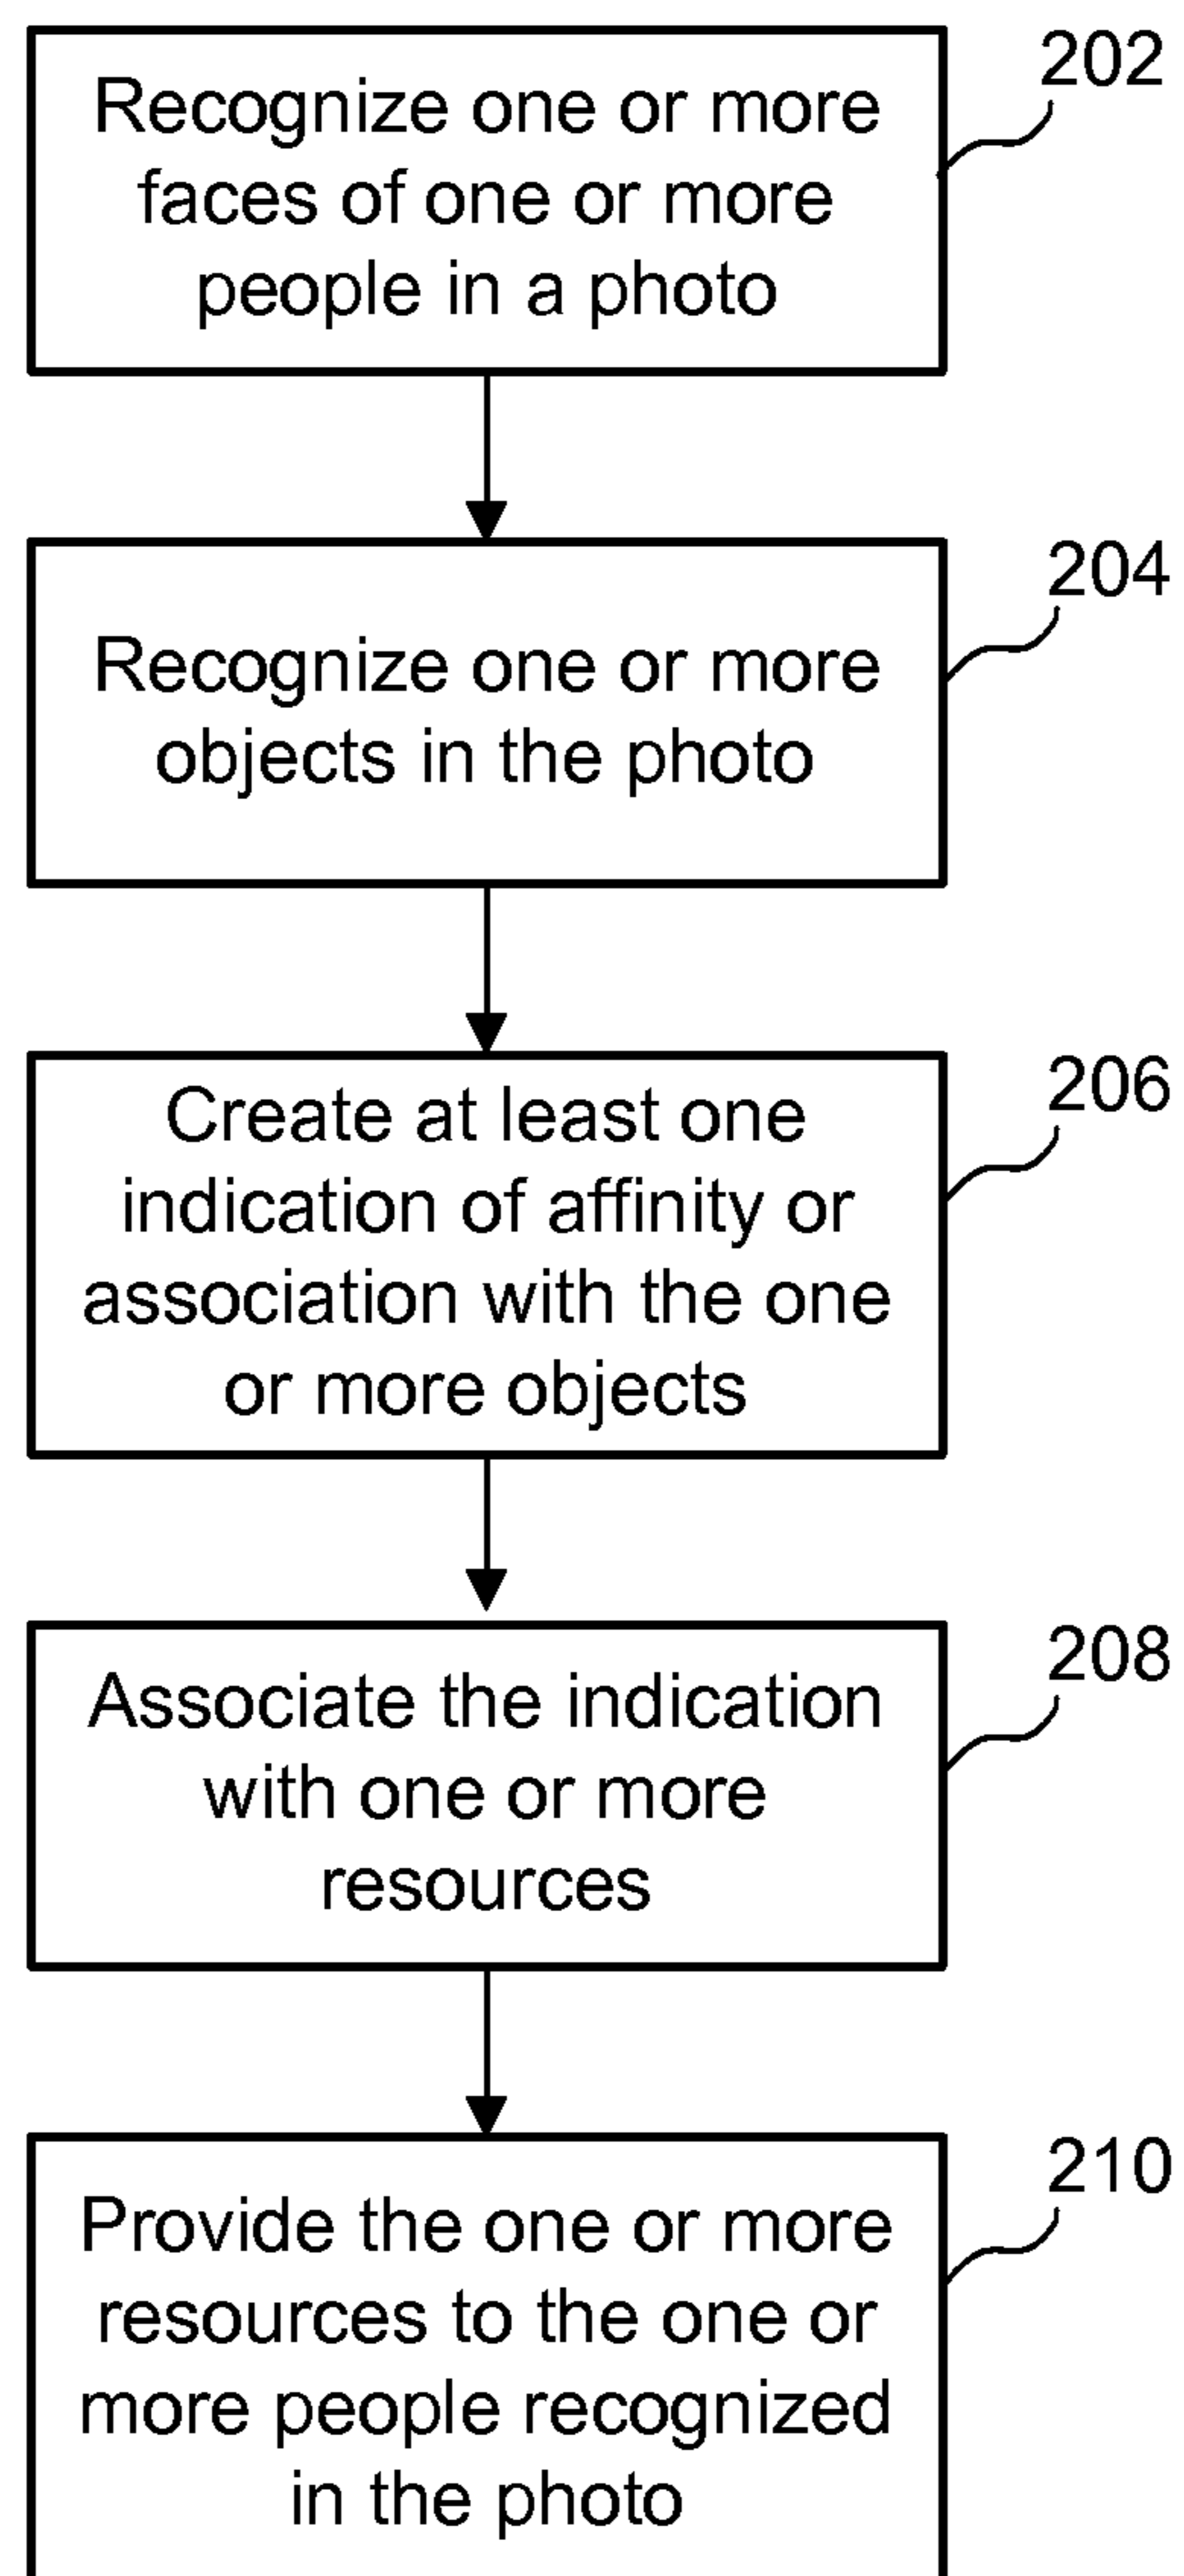 Recognize one or more
faces of one or more
people in a photo
202
Recognize one or more
objects in the photo
204
Create at least one
indication of affinity or
association with the one
or more objects
206
Associate the indication
with one or more
resources
208
Provide the one or more
resources to the one or
more people recognized
in the photo
210